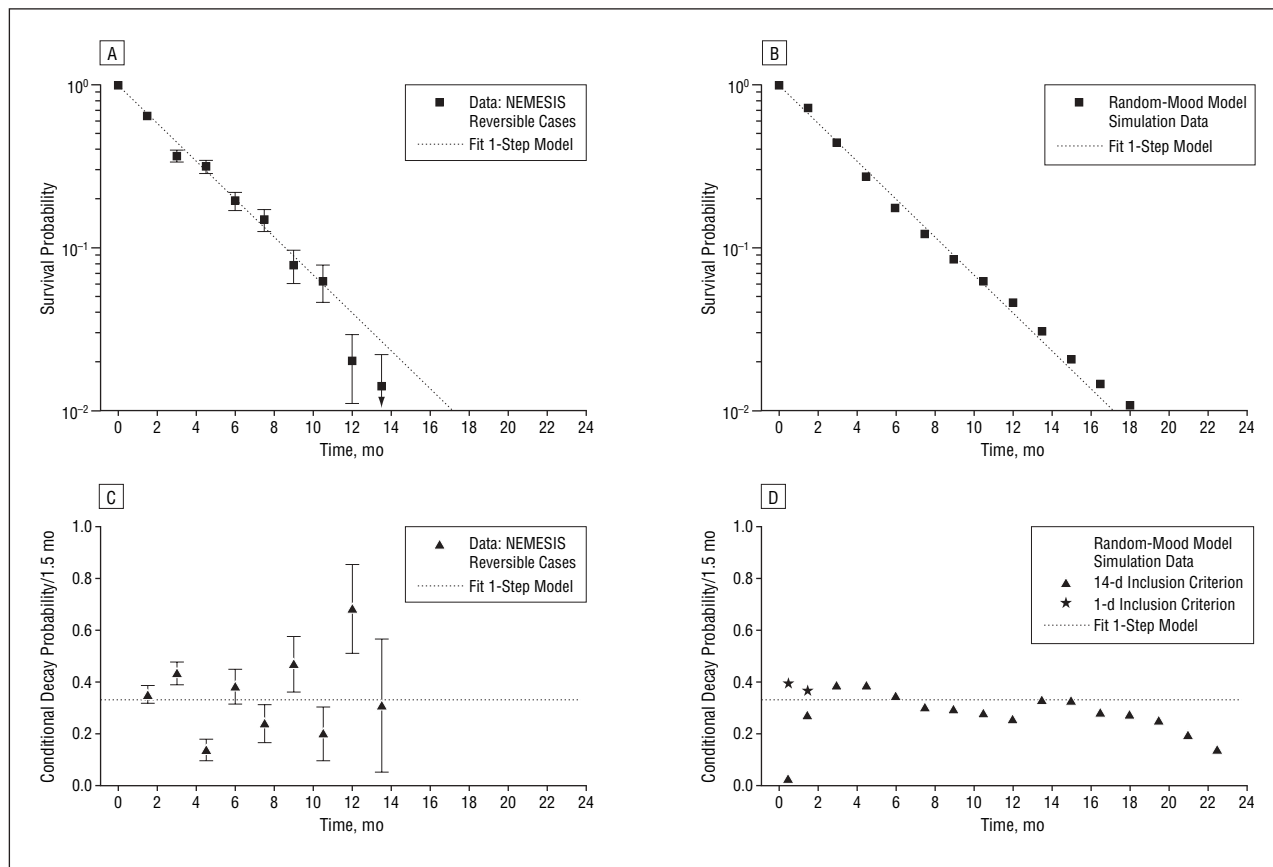 A
10⁰
10⁻¹
10⁻²
Survival Probability
0 2 4 6 8 10 12 14 16 18 20 22 24
Time, mo
Data: NEMESIS
Reversible Cases
Fit 1-Step Model
B
10⁰
10⁻¹
10⁻²
Survival Probability
0 2 4 6 8 10 12 14 16 18 20 22 24
Time, mo
Random-Mood Model
Simulation Data
Fit 1-Step Model
C
1.0
0.8
0.6
0.4
0.2
0.0
Conditional Decay Probability/1.5 mo
0 2 4 6 8 10 12 14 16 18 20 22 24
Time, mo
Data: NEMESIS
Reversible Cases
Fit 1-Step Model
D
1.0
0.8
0.6
0.4
0.2
0.0
Conditional Decay Probability/1.5 mo
0 2 4 6 8 10 12 14 16 18 20 22 24
Time, mo
Random-Mood Model
Simulation Data
14-d Inclusion Criterion
1-d Inclusion Criterion
Fit 1-Step Model